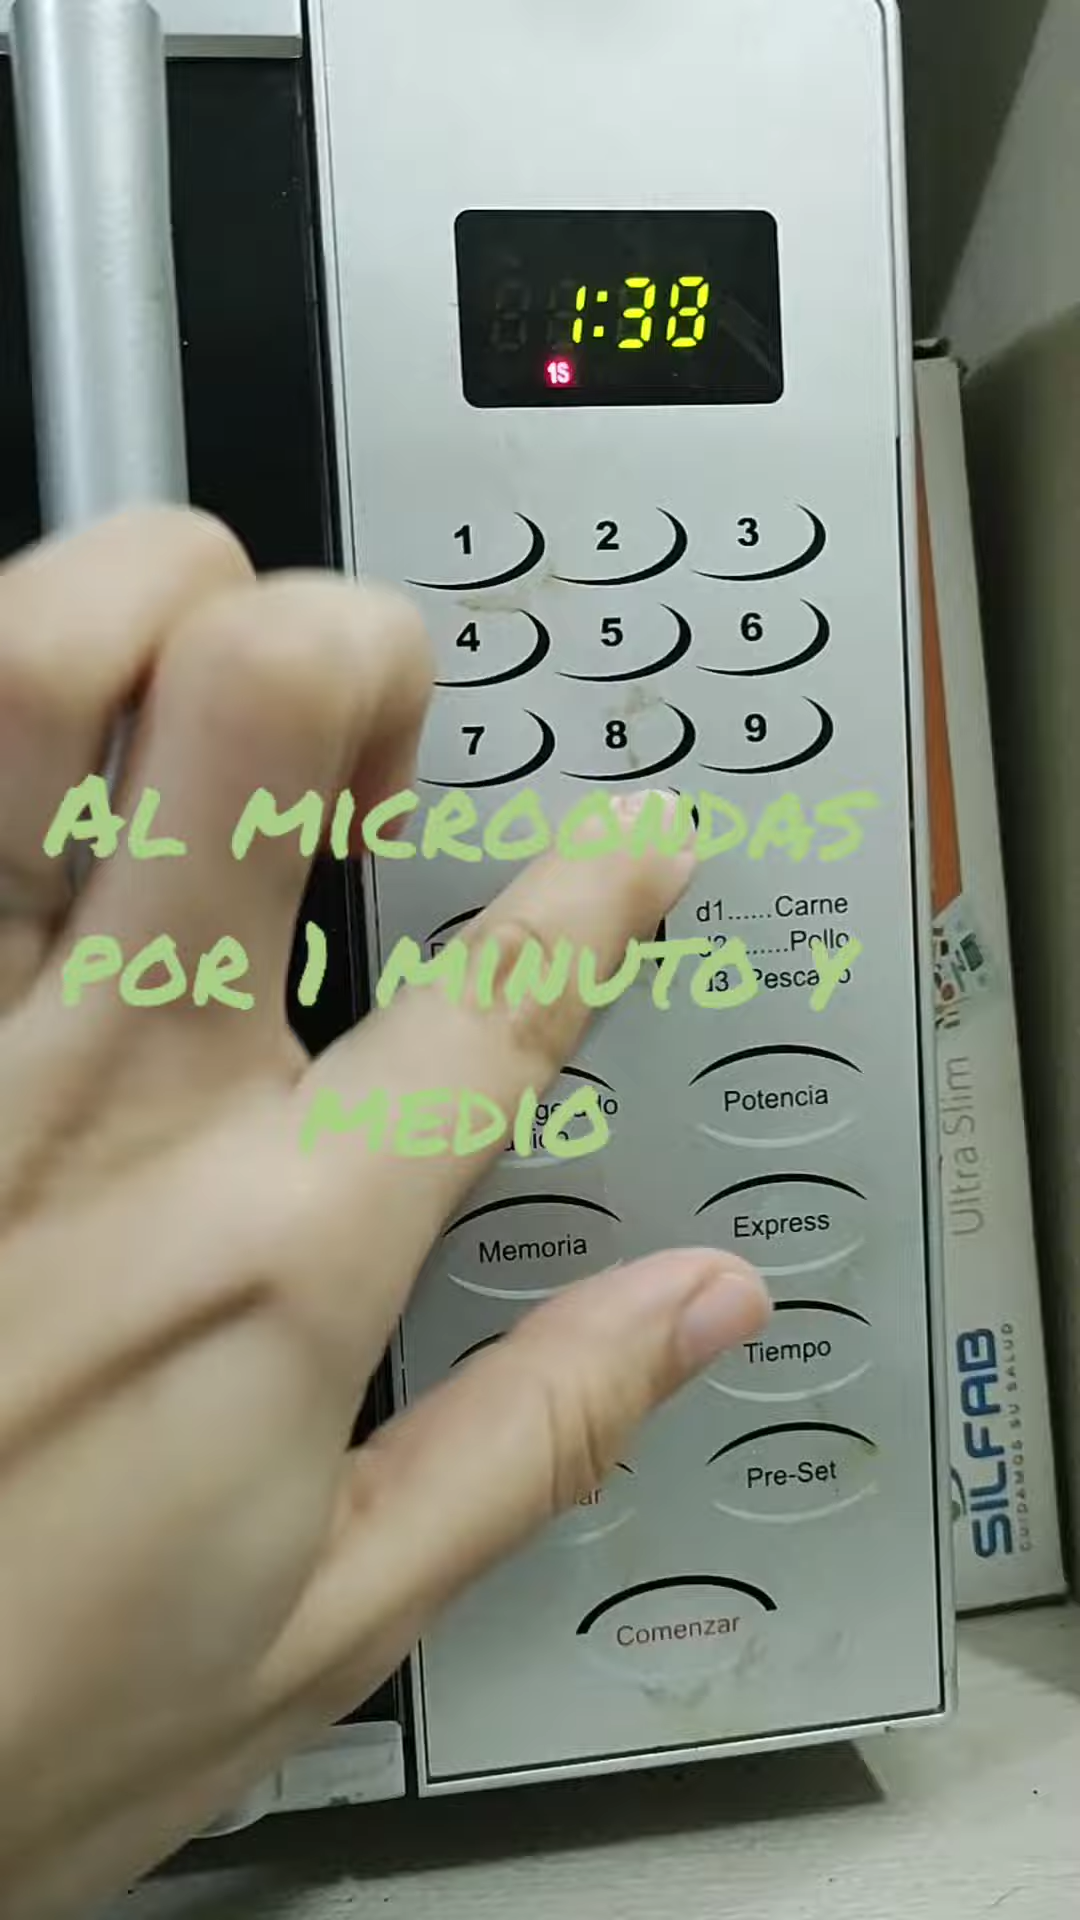 1:38
1S
1 2 3
4 5 6
7 8 9
AL MICROONDAS
POR 1 MINUTO Y
MEDIO
d1......Carne
.......Pollo
d3
Potencia
Memoria
Express
Tiempo
Pre-Set
Comenzar
Ultra Slim
SILFAB
CUIDAMOS SU SALUD